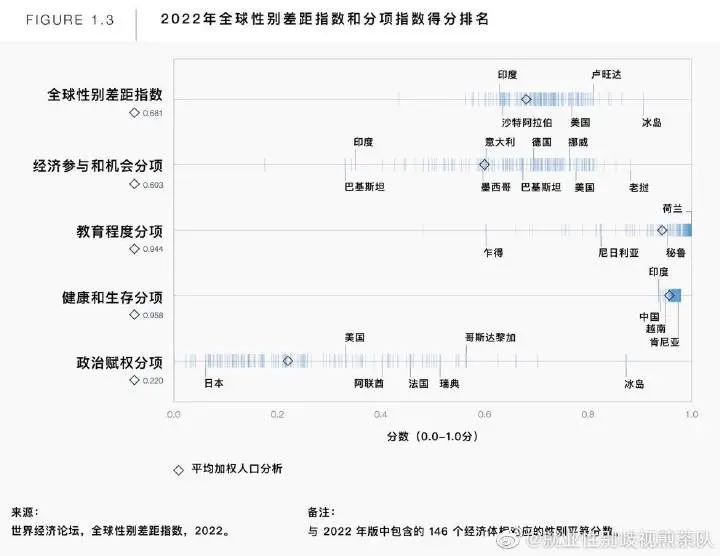 FIGURE 1.3
2022年全球性别差距指数和分项指数得分排名
全球性别差距指数
0.681
印度 卢旺达
沙特阿拉伯 美国 冰岛
经济参与和机会分项
0.603
印度 意大利 德国 挪威
巴基斯坦 墨西哥 巴基斯坦 美国 老挝
教育程度分项
0.944
荷兰
乍得 尼日利亚 秘鲁
健康和生存分项
0.958
印度
中国
越南
肯尼亚
政治赋权分项
0.220
美国 哥斯达黎加
日本 阿联酋 法国 瑞典 冰岛
0.0 0.2 0.4 0.6 0.8 1.0
分数（0.0–1.0分）
平均加权人口分析
来源：
世界经济论坛，全球性别差距指数，2022。
备注：
与 2022 年版中包含的 146 个经济体相对应的性别平等分数。
@就业性别歧视煎茶队